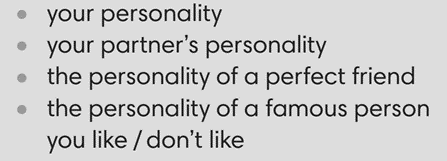 • your personality
• your partner’s personality
• the personality of a perfect friend
• the personality of a famous person
you like / don’t like